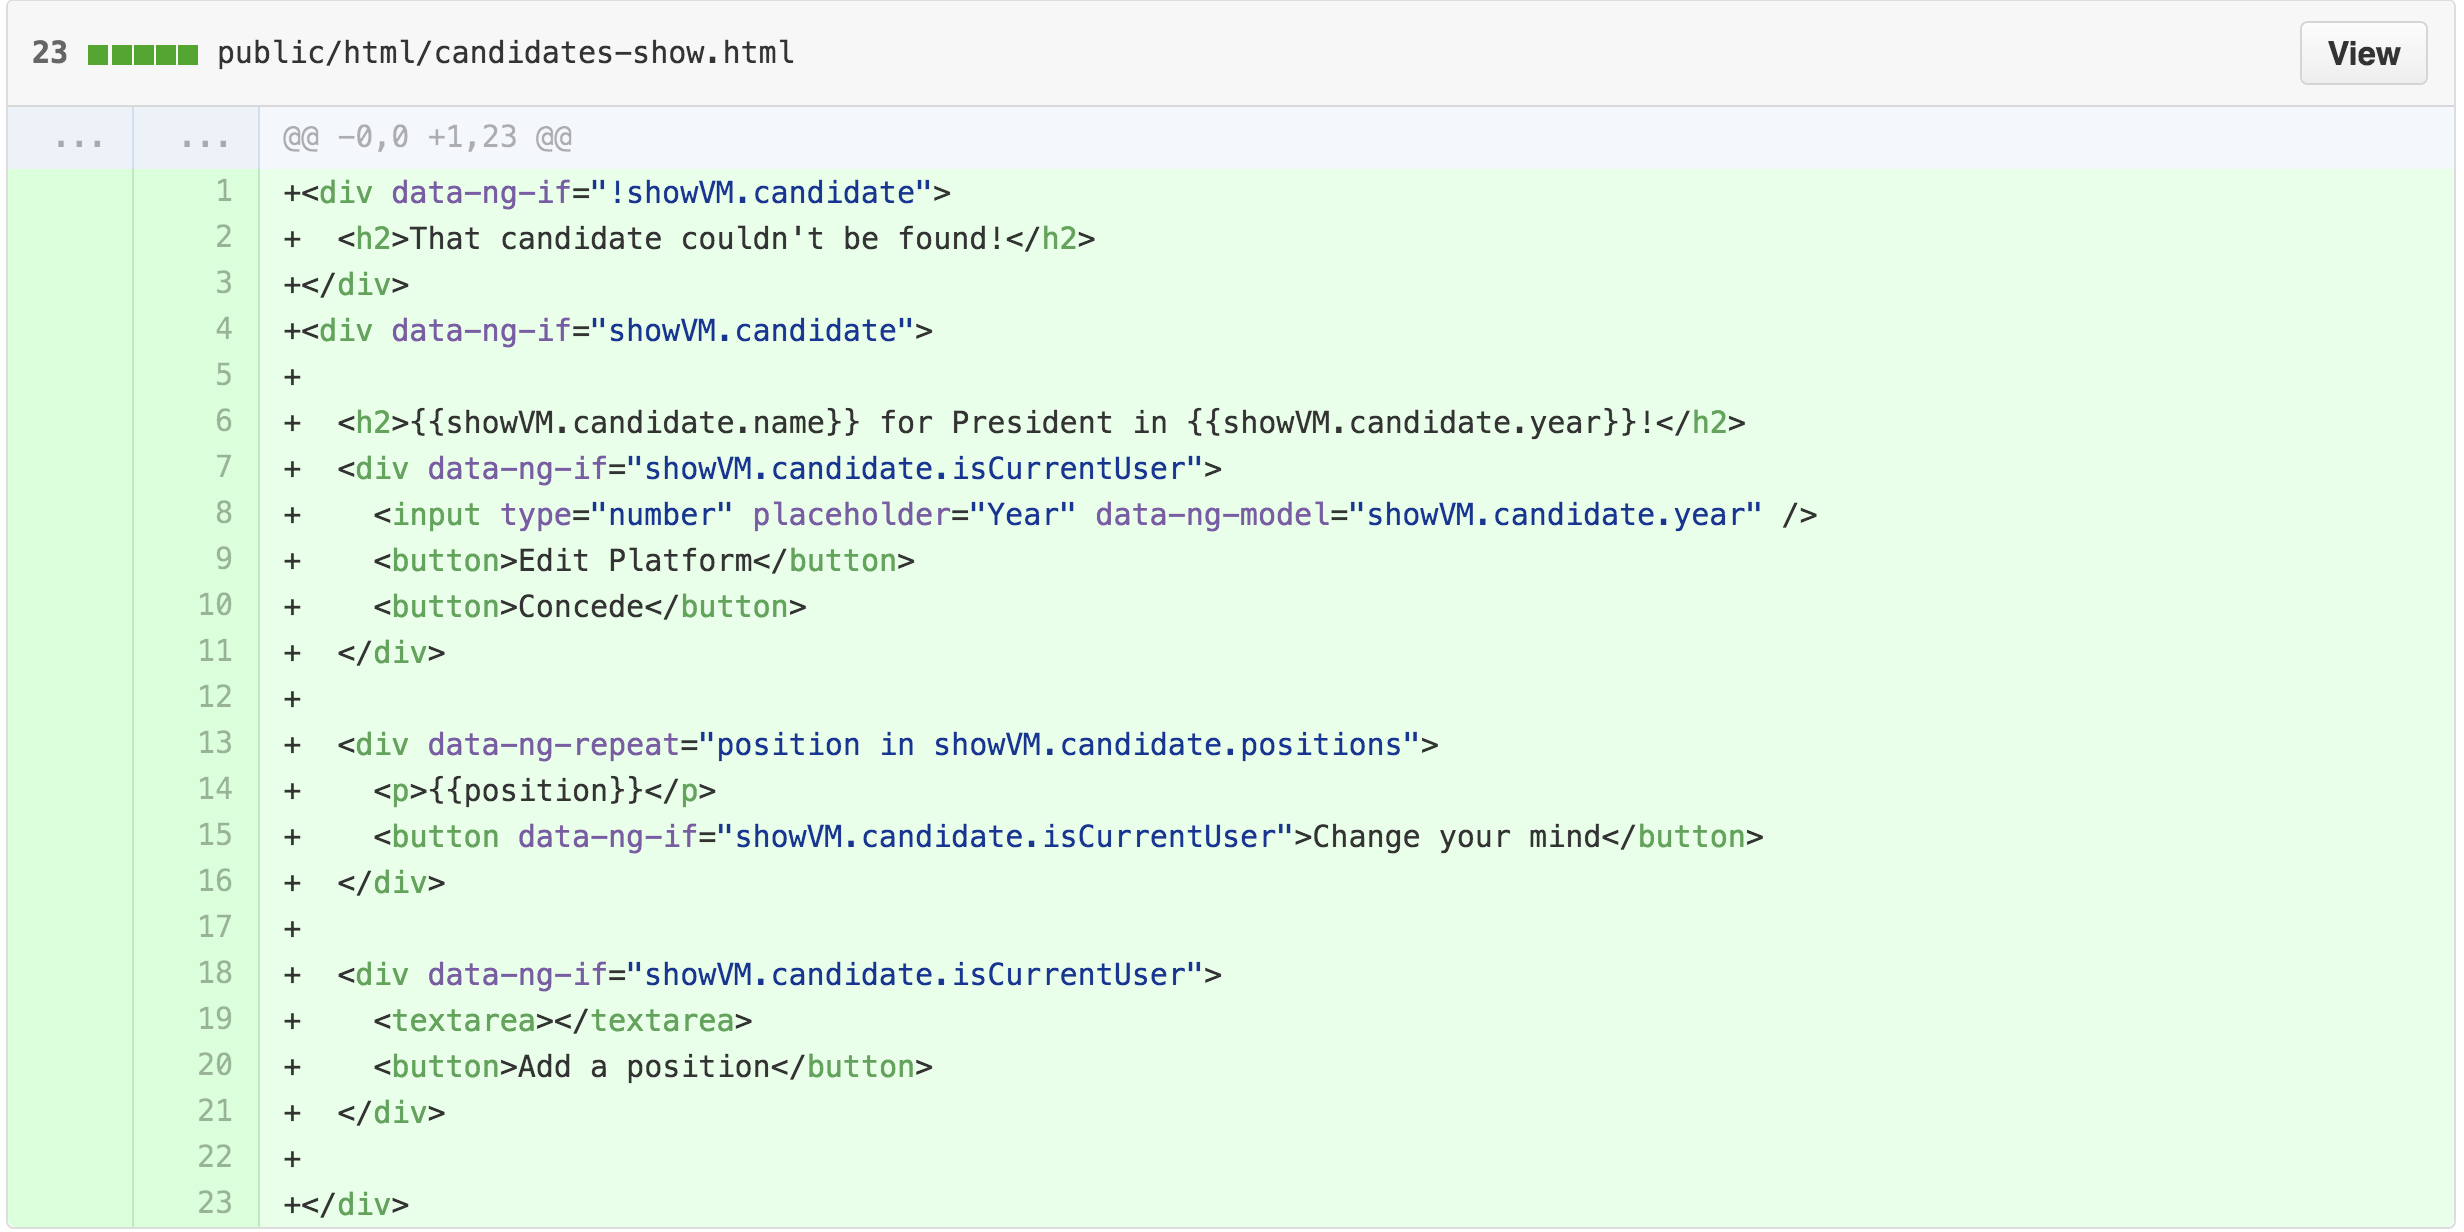 23 public/html/candidates-show.html View
... ... @@ -0,0 +1,23 @@
1 +<div data-ng-if="!showVM.candidate">
2 +  <h2>That candidate couldn't be found!</h2>
3 +</div>
4 +<div data-ng-if="showVM.candidate">
5 +
6 +  <h2>{{showVM.candidate.name}} for President in {{showVM.candidate.year}}!</h2>
7 +  <div data-ng-if="showVM.candidate.isCurrentUser">
8 +    <input type="number" placeholder="Year" data-ng-model="showVM.candidate.year" />
9 +    <button>Edit Platform</button>
10 +    <button>Concede</button>
11 +  </div>
12 +
13 +  <div data-ng-repeat="position in showVM.candidate.positions">
14 +    <p>{{position}}</p>
15 +    <button data-ng-if="showVM.candidate.isCurrentUser">Change your mind</button>
16 +  </div>
17 +
18 +  <div data-ng-if="showVM.candidate.isCurrentUser">
19 +    <textarea></textarea>
20 +    <button>Add a position</button>
21 +  </div>
22 +
23 +</div>